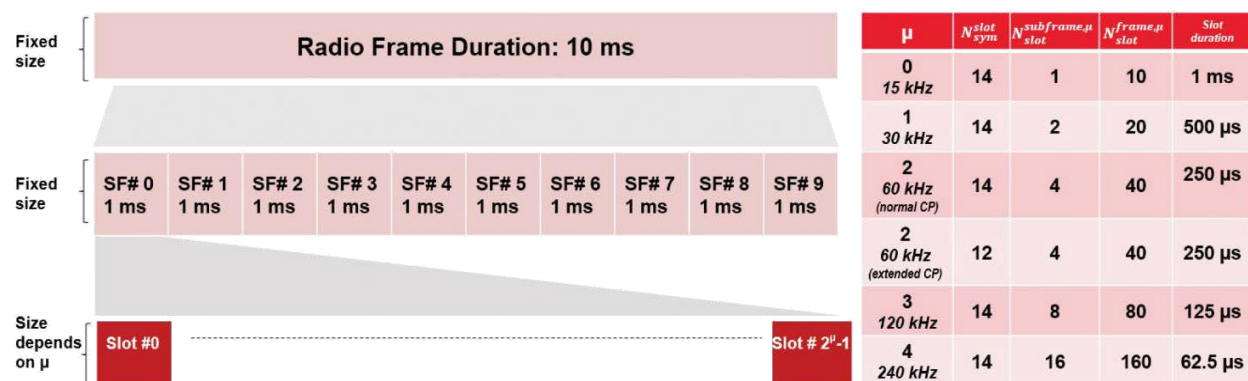 Fixed
size
Radio Frame Duration: 10 ms
Fixed
size
SF# 0 SF# 1 SF# 2 SF# 3 SF# 4 SF# 5 SF# 6 SF# 7 SF# 8 SF# 9
1 ms 1 ms 1 ms 1 ms 1 ms 1 ms 1 ms 1 ms 1 ms 1 ms
Size
depends
on µ
Slot #0
Slot # 2^µ-1
µ N_sym^slot N_slot^subframe,µ N_slot^frame,µ Slot duration
0
15 kHz
14 1 10 1 ms
1
30 kHz
14 2 20 500 µs
2
60 kHz
(normal CP)
14 4 40 250 µs
2
60 kHz
(extended CP)
12 4 40 250 µs
3
120 kHz
14 8 80 125 µs
4
240 kHz
14 16 160 62.5 µs